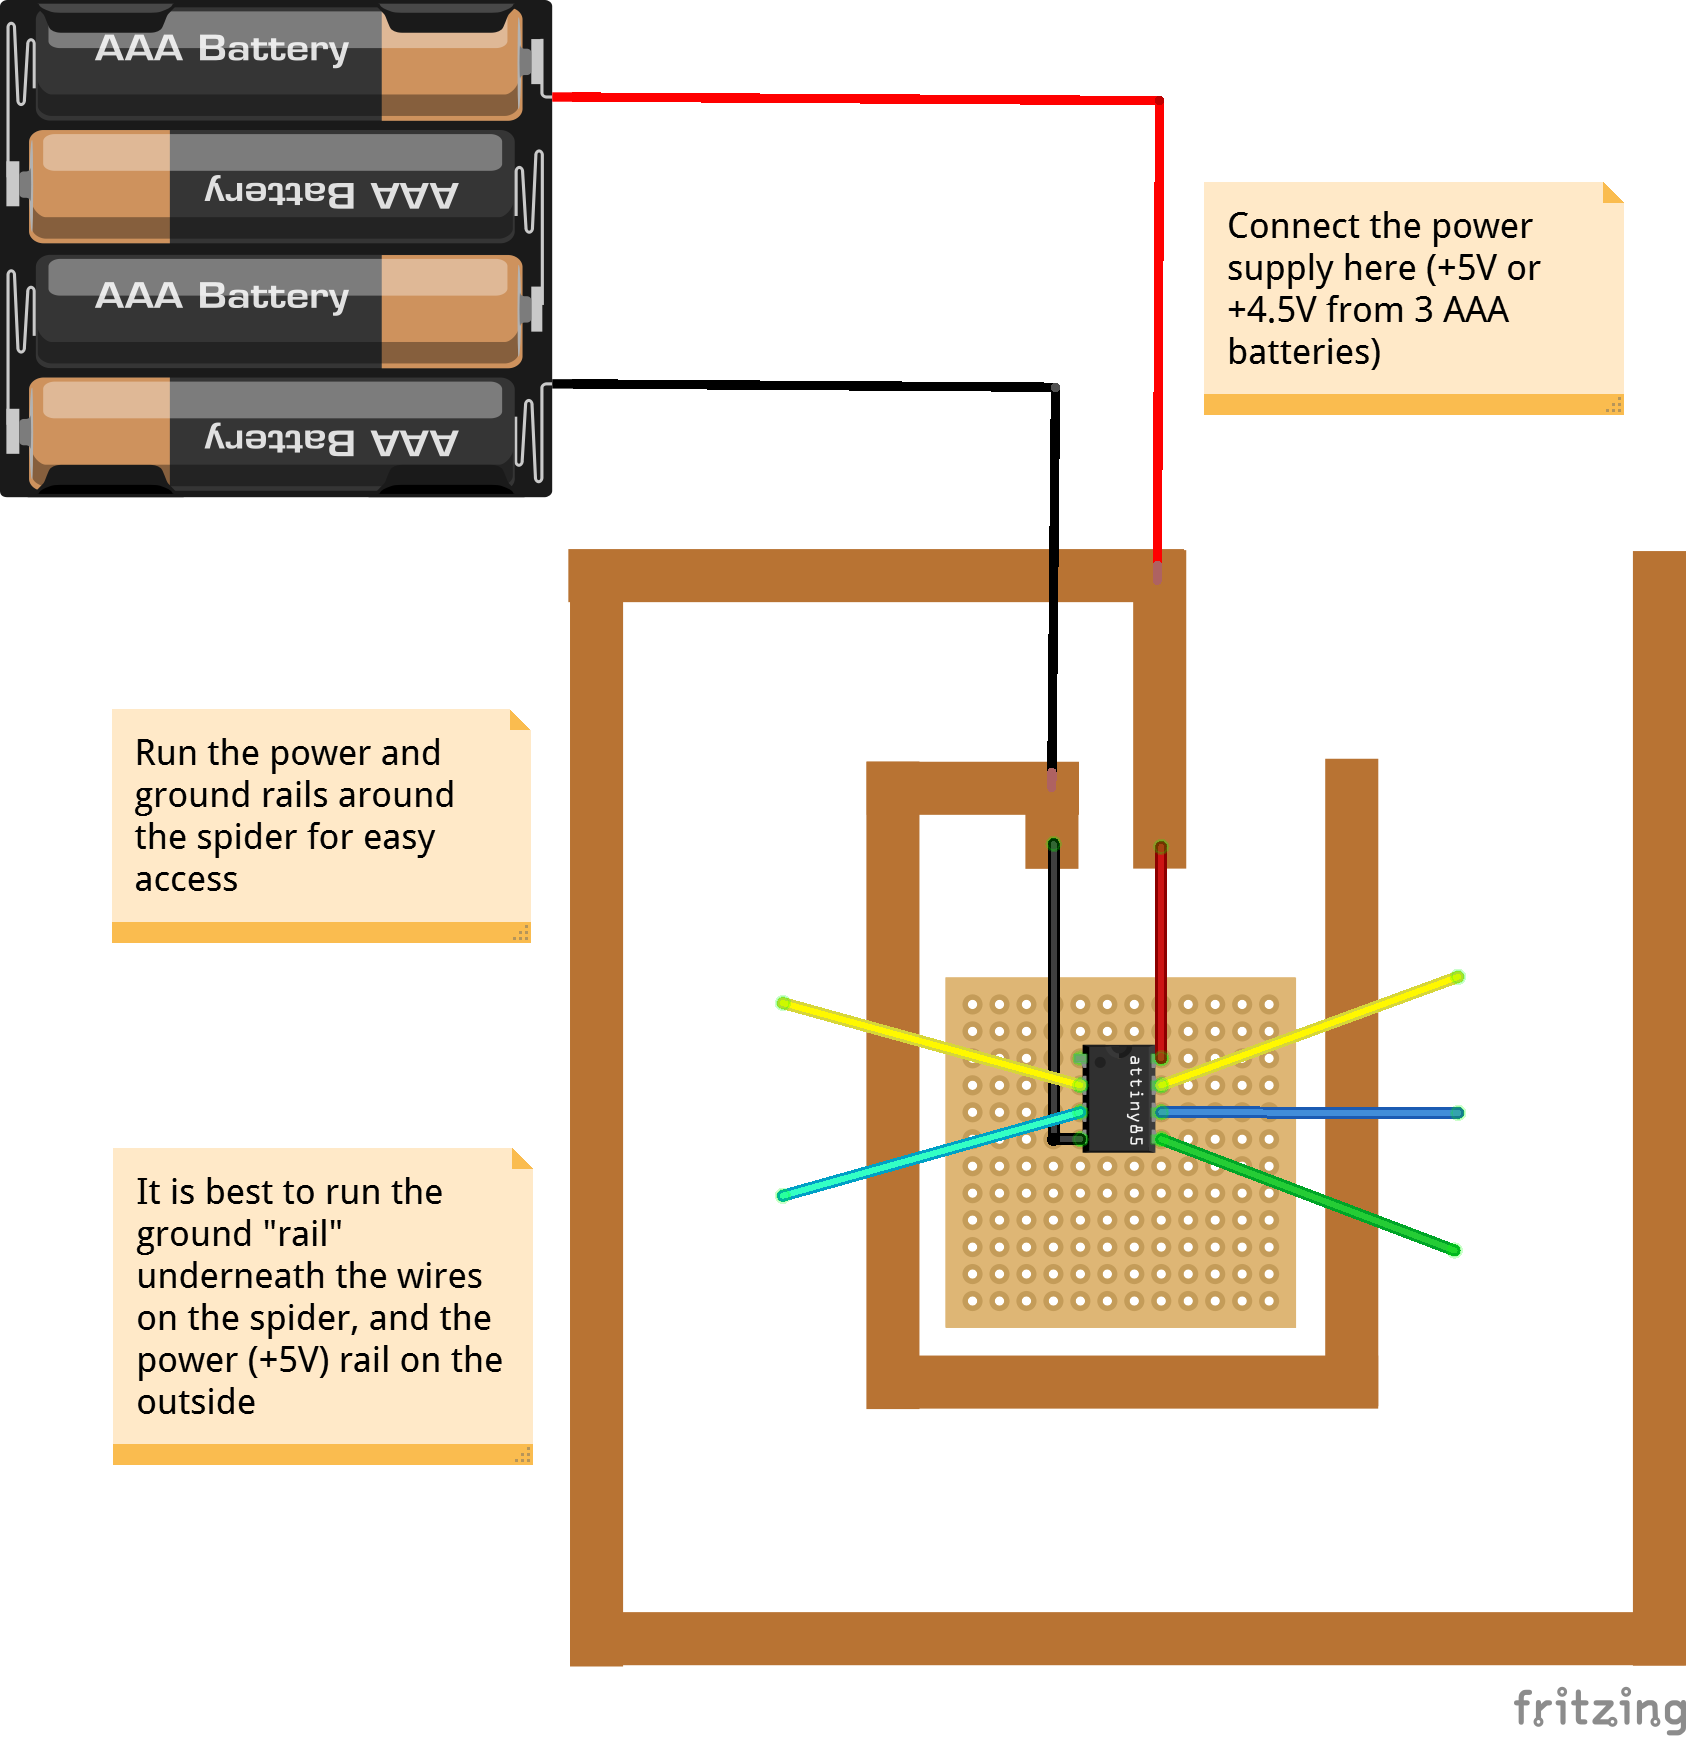 AAA Battery
AAA Battery
AAA Battery
AAA Battery
Connect the power
supply here (+5V or
+4.5V from 3 AAA
batteries)
Run the power and
ground rails around
the spider for easy
access
attiny85
It is best to run the
ground "rail"
underneath the wires
on the spider, and the
power (+5V) rail on the
outside
fritzing